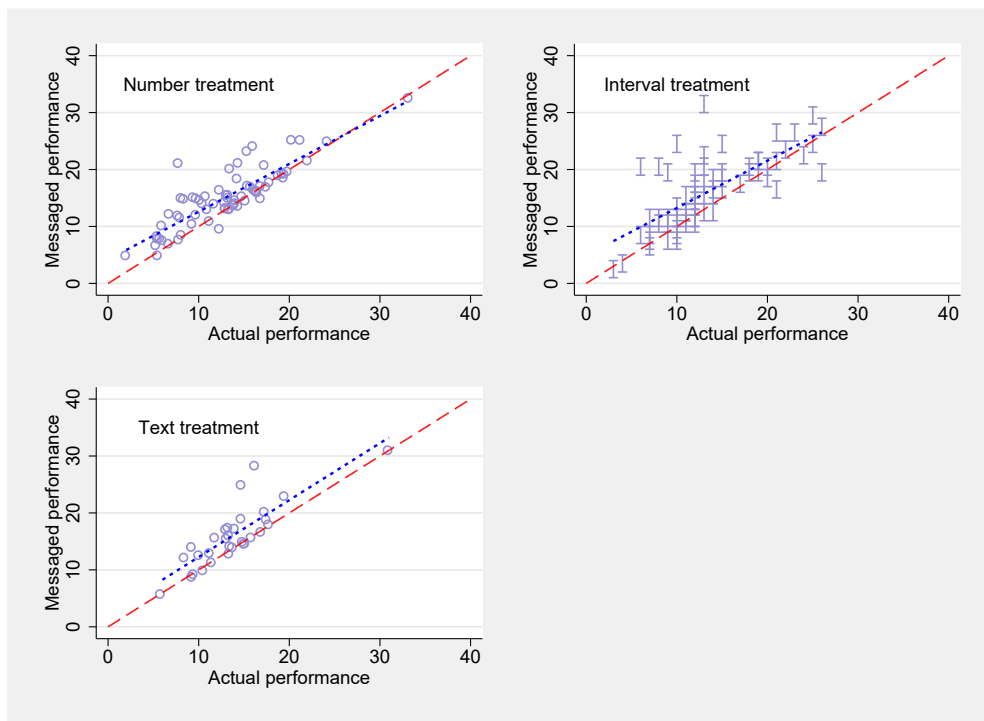 Number treatment
Messaged performance
0 10 20 30 40
0 10 20 30 40
Actual performance
Interval treatment
Messaged performance
0 10 20 30 40
0 10 20 30 40
Actual performance
Text treatment
Messaged performance
0 10 20 30 40
0 10 20 30 40
Actual performance